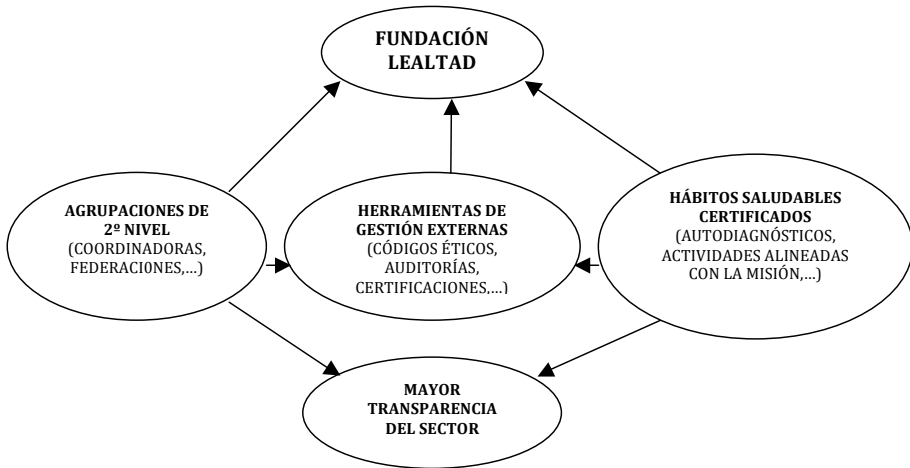 FUNDACIÓN
LEALTAD
AGRUPACIONES DE
2º NIVEL
(COORDINADORAS,
FEDERACI0NES,...)
HERRAMIENTAS DE
GESTIÓN EXTERNAS
(CÓDIGOS ÉTICOS,
AUDITORÍAS,
CERTIFICACIONES,...)
HÁBITOS SALUDABLES
CERTIFICADOS
(AUTODIAGNÓSTICOS,
ACTIVIDADES ALINEADAS
CON LA MISIÓN,...)
MAYOR
TRANSPARENCIA
DEL SECTOR